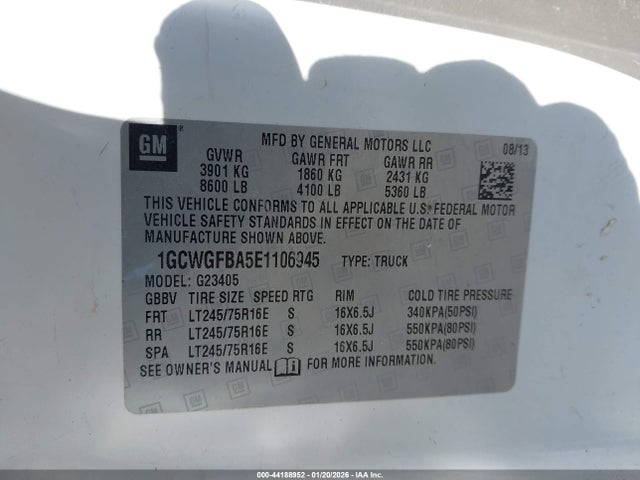 GM
MFD BY GENERAL MOTORS LLC 08/13
GVWR GAWR FRT GAWR RR
3901 KG 1860 KG 2431 KG
8600 LB 4100 LB 5360 LB
THIS VEHICLE CONFORMS TO ALL APPLICABLE U.S. FEDERAL MOTOR
VEHICLE SAFETY STANDARDS IN EFFECT ON THE DATE OF
MANUFACTURE SHOWN ABOVE.
1GCWGFBA5E1106945 TYPE: TRUCK
MODEL: G23405
GBBV TIRE SIZE SPEED RTG RIM COLD TIRE PRESSURE
FRT LT245/75R16E S 16X6.5J 340KPA(50PSI)
RR LT245/75R16E S 16X6.5J 550KPA(80PSI)
SPA LT245/75R16E S 16X6.5J 550KPA(80PSI)
SEE OWNER'S MANUAL FOR MORE INFORMATION.
000-44188952 - 01/20/2026 - IAA Corp.